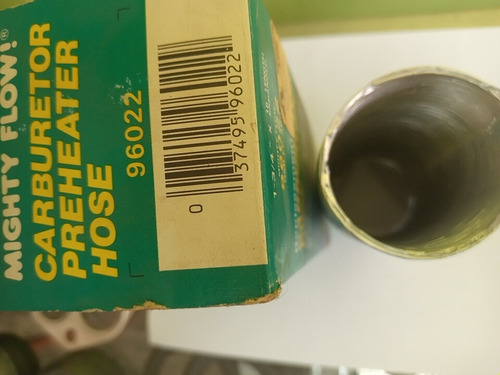 MIGHTY FLOW!®
CARBURETOR
PREHEATER
HOSE
96022
0 37495 96022